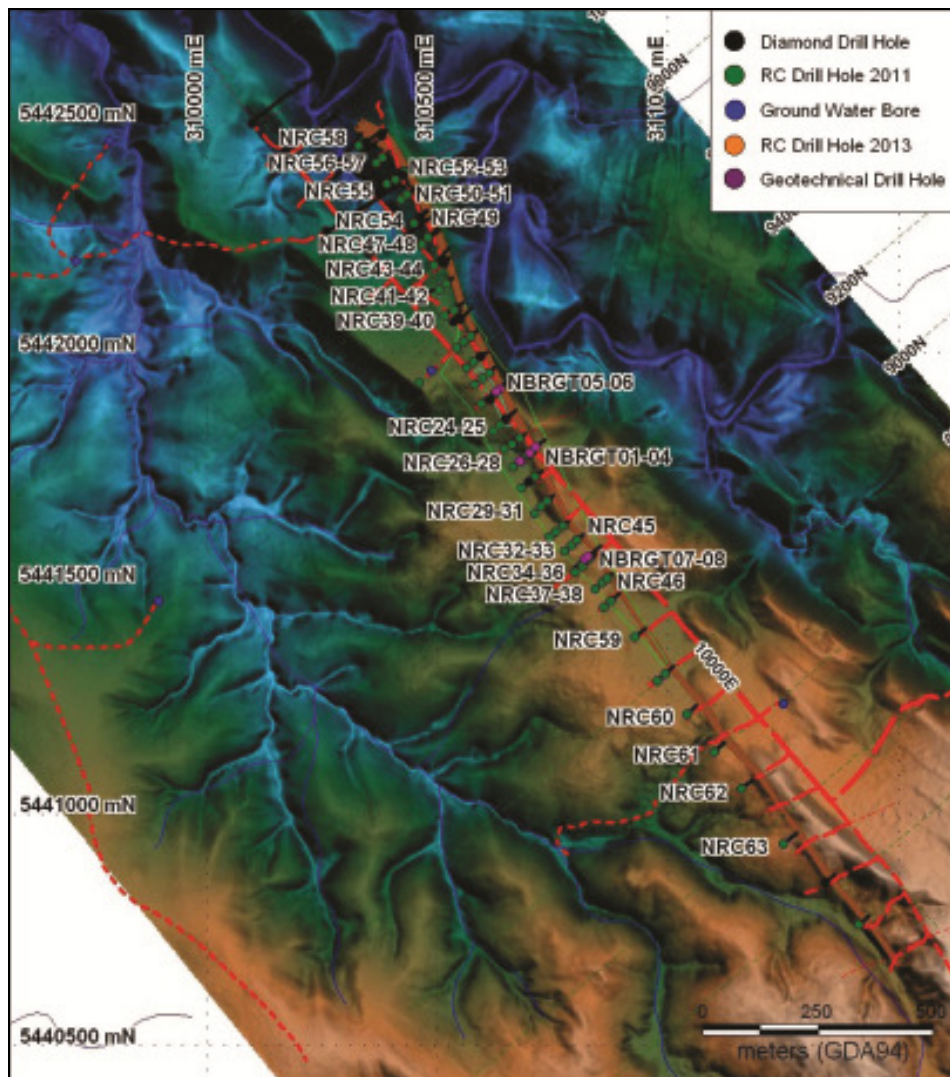 310000 mE
310500 mE
Diamond Drill Hole
RC Drill Hole 2011
Ground Water Bore
RC Drill Hole 2013
Geotechnical Drill Hole
5442500 mN
NRC58
NRC56-57
NRC52-53
NRC55
NRC50-51
NRC54
NRC49
NRC47-48
NRC43-44
NRC41-42
NRC39-40
9200N
9000N
5442000 mN
NBRGT05-06
NRC24-25
NBRGT01-04
NRC26-28
NRC29-31
NRC45
NRC32-33
NBRGT07-08
NRC34-36
NRC46
NRC37-38
5441500 mN
NRC59
10000E
NRC60
NRC61
NRC62
5441000 mN
NRC63
5440500 mN
0 250 500
meters (GDA94)